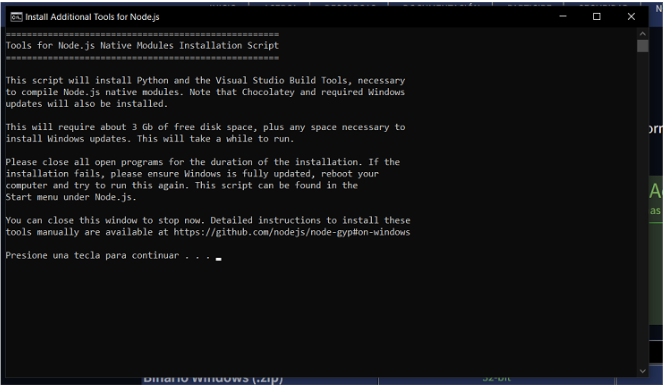 Install Additional Tools for Node.js
====================================================
Tools for Node.js Native Modules Installation Script
====================================================
This script will install Python and the Visual Studio Build Tools, necessary
to compile Node.js native modules. Note that Chocolatey and required Windows
updates will also be installed.
This will require about 3 Gb of free disk space, plus any space necessary to
install Windows updates. This will take a while to run.
Please close all open programs for the duration of the installation. If the
installation fails, please ensure Windows is fully updated, reboot your
computer and try to run this again. This script can be found in the
Start menu under Node.js.
You can close this window to stop now. Detailed instructions to install these
tools manually are available at https://github.com/nodejs/node-gyp#on-windows
Presione una tecla para continuar . . .
Binario Windows (.zip)
32-bit